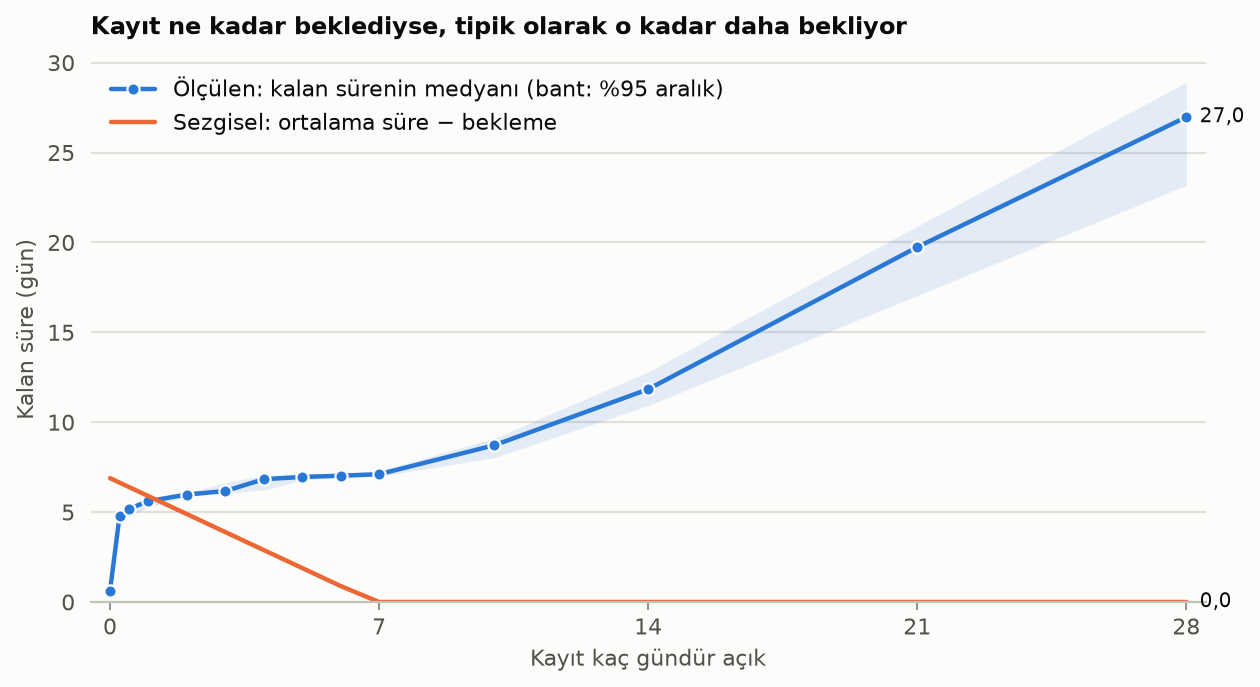 Kayıt ne kadar beklediyse, tipik olarak o kadar daha bekliyor
Ölçülen: kalan sürenin medyanı (bant: %95 aralık)
Sezgisel: ortalama süre − bekleme
Kalan süre (gün)
30
25
20
15
10
5
0
27,0
0,0
0
7
14
21
28
Kayıt kaç gündür açık